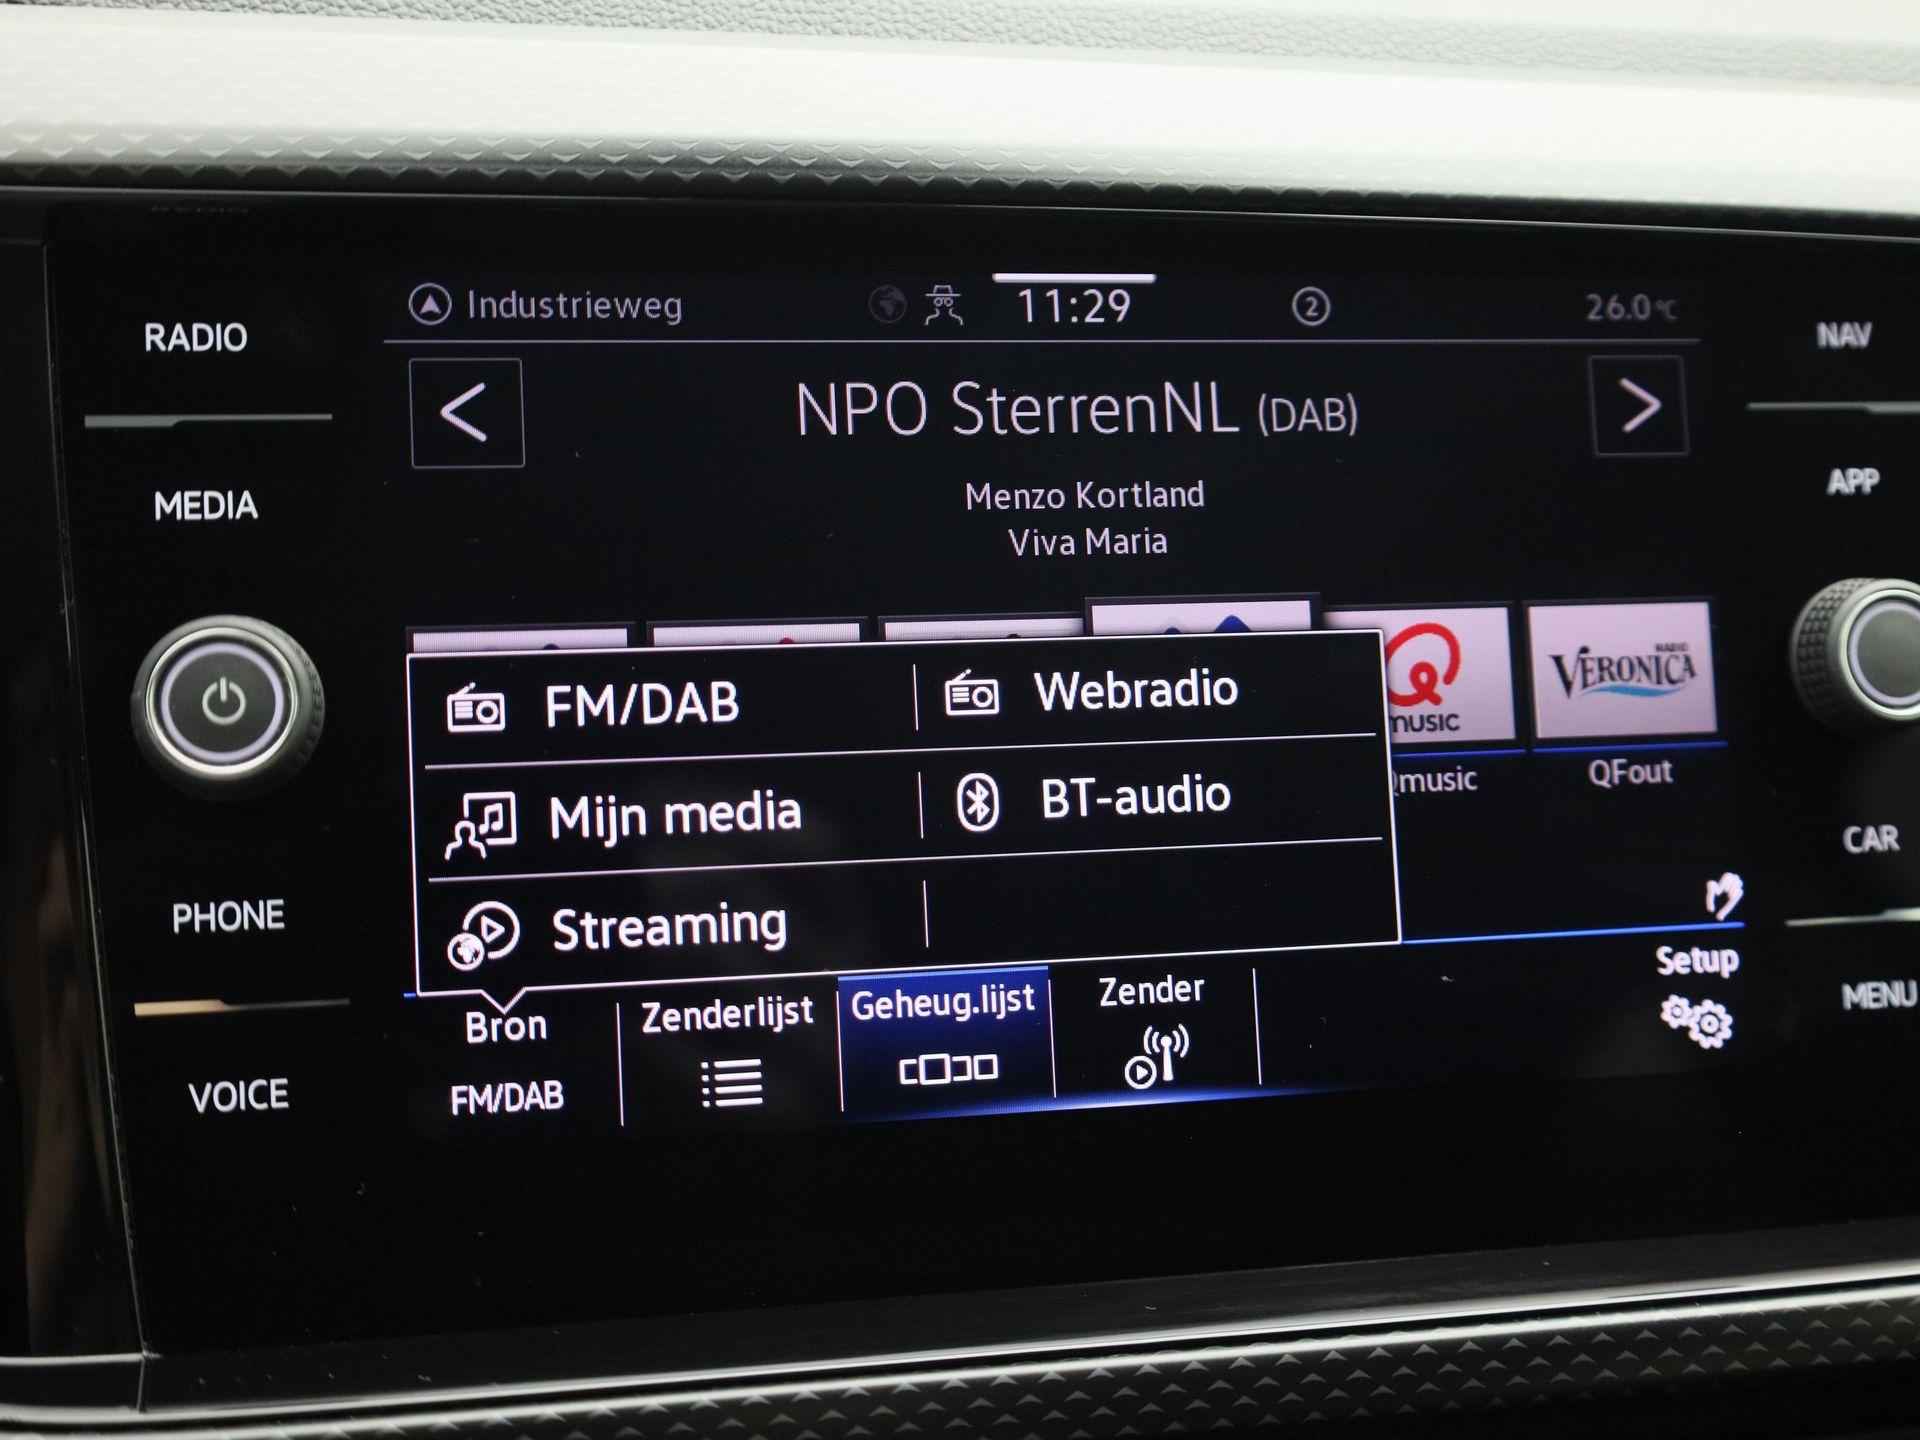 RADIO
MEDIA
PHONE
VOICE
Industrieweg
11:29
2
26.0°C
<
NPO SterrenNL (DAB)
>
Menzo Kortland
Viva Maria
FM/DAB
Webradio
Mijn media
BT-audio
Streaming
MUSIC
RADIO
VERONICA
Qmusic
QFout
Bron
FM/DAB
Zenderlijst
Geheug.lijst
Zender
Setup
NAV
APP
CAR
MENU